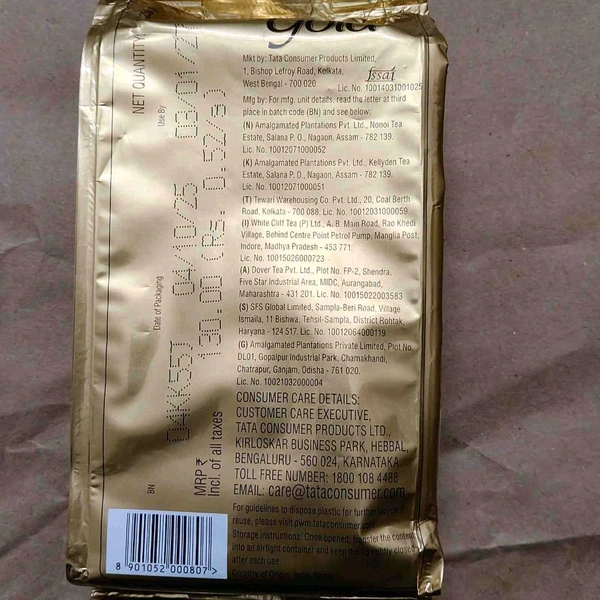 Gold
Mkt by: Tata Consumer Products Limited,
1, Bishop Lefroy Road, Kolkata,
West Bengal - 700 020.
fssai
Lic. No. 10014031001025
Mfg by: For mfg. unit details, read the letter at third
place in batch code (BN) and see below:
(N) Amalgamated Plantations Pvt. Ltd., Nonoi Tea
Estate, Salana P. O., Nagaon, Assam - 782 139.
Lic. No. 10012071000052
(K) Amalgamated Plantations Pvt. Ltd., Kellyden Tea
Estate, Salana P. O., Nagaon, Assam - 782 139.
Lic. No. 10012071000051
(T) Tewari Warehousing Co. Pvt. Ltd., 20, Coal Berth
Road, Kolkata - 700 088. Lic. No. 10012031000059
(I) White Cliff Tea (P) Ltd., A.B. Main Road, Rao Khedi
Village, Behind Centre Point Petrol Pump, Manglia Post,
Indore, Madhya Pradesh - 453 771.
Lic. No. 10015026000723
(A) Dover Tea Pvt. Ltd., Plot No. FP-2, Shendra,
Five Star Industrial Area, MIDC, Aurangabad,
Maharashtra - 431 201. Lic. No. 10015022003583
(S) SFS Global Limited, Sampla-Beri Road, Village
Ismaila, 11 Bishwa, Tehsil-Sampla, District Rohtak,
Haryana - 124 517. Lic. No. 10012064000119
(G) Amalgamated Plantations Private Limited, Plot No.
DL01, Gopalpur Industrial Park, Chamakhandi,
Chatrapur, Ganjam, Odisha - 761 020.
Lic. No. 10021032000004
CONSUMER CARE DETAILS:
CUSTOMER CARE EXECUTIVE,
TATA CONSUMER PRODUCTS LTD.,
KIRLOSKAR BUSINESS PARK, HEBBAL,
BENGALURU - 560 024, KARNATAKA
TOLL FREE NUMBER: 1800 108 4488
EMAIL: care@tataconsumer.com
For guidelines to dispose plastic for further recycle /
reuse, please visit pwm.tataconsumer.com
Storage instructions: Once opened, transfer the content
into an airtight container and keep the lid tightly closed
after each use.
Country of Origin: India
NET QUANTITY
Use By
03/01/27
Date of Packaging
04/10/25
BN
04KK55T
MRP ₹
Incl. of all taxes
130.00 (Rs. 0.52/g)
8 901052 000807 >